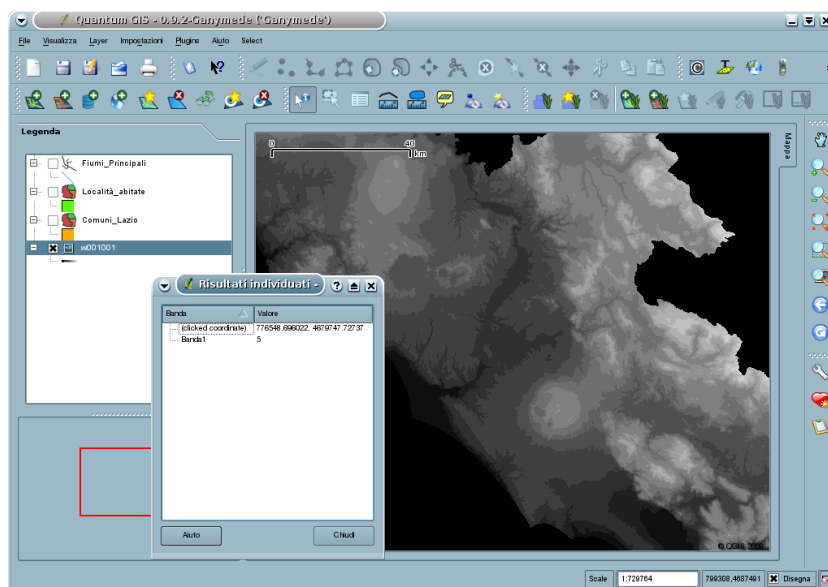 Quantum GIS - 0.9.2-Ganymede ('Ganymede')
File Visualizza Layer Impostazioni Plugins Aiuto Select
Legenda
Fiumi_Principali
Località_abitate
Comuni_Lazio
w001001
0 40
km
Mappa
Risultati individuati -
Banda Valore
(clicked coordinate) 776548.696022, 4679747.72737
Banda1 5
Aiuto Chiudi
© QGIS 2008
Scale 1:729764 799308,4687491 Disegna